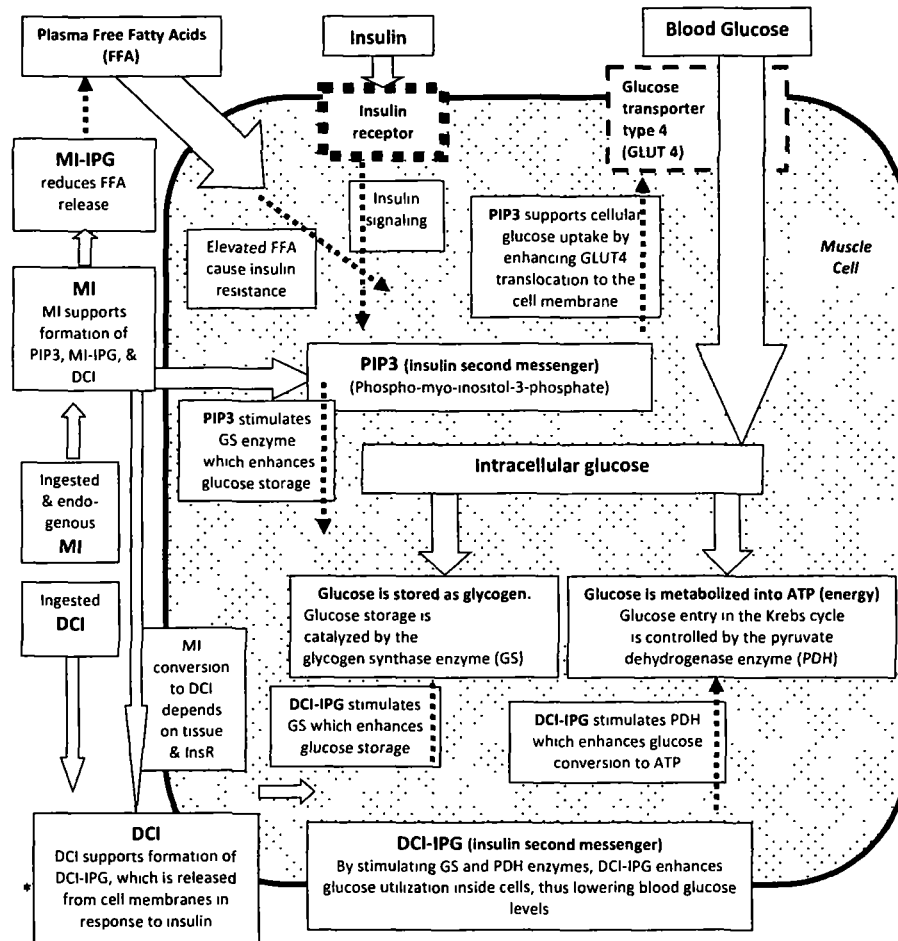 Plasma Free Fatty Acids
(FFA)
Insulin
Blood Glucose
Insulin
receptor
Glucose
transporter
type 4
(GLUT 4)
MI-IPG
reduces FFA
release
Insulin
signaling
PIP3 supports cellular
glucose uptake by
enhancing GLUT4
translocation to the
cell membrane
Muscle
Cell
Elevated FFA
cause insulin
resistance
MI
MI supports
formation of
PIP3, MI-IPG, &
DCI
PIP3 (insulin second messenger)
(Phospho-myo-inositol-3-phosphate)
PIP3 stimulates
GS enzyme
which enhances
glucose storage
Intracellular glucose
Ingested
& endo-
genous
MI
Ingested
DCI
Glucose is stored as glycogen.
Glucose storage is
catalyzed by the
glycogen synthase enzyme (GS)
Glucose is metabolized into ATP (energy)
Glucose entry in the Krebs cycle
is controlled by the pyruvate
dehydrogenase enzyme (PDH)
MI
conversion
to DCI
depends
on tissue
& InsR
DCI-IPG stimulates
GS which enhances
glucose storage
DCI-IPG stimulates PDH
which enhances glucose
conversion to ATP
DCI
DCI supports formation of
DCI-IPG, which is released
* from cell membranes in
response to insulin
DCI-IPG (insulin second messenger)
By stimulating GS and PDH enzymes, DCI-IPG enhances
glucose utilization inside cells, thus lowering blood glucose
levels